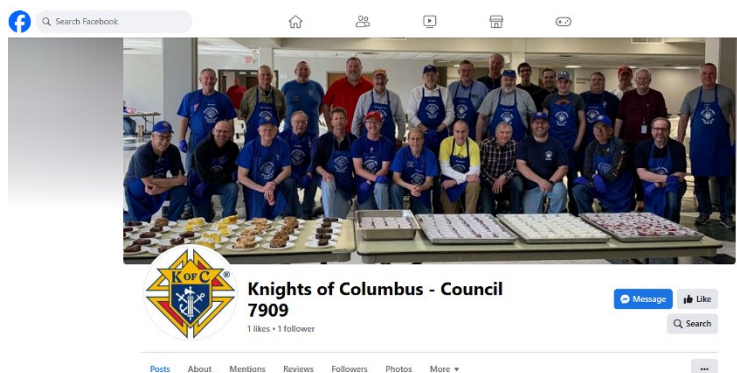 Search Facebook
K OF C
®
Knights of Columbus - Council
7909
1 likes • 1 follower
Message
Like
Search
Posts About Mentions Reviews Followers Photos More